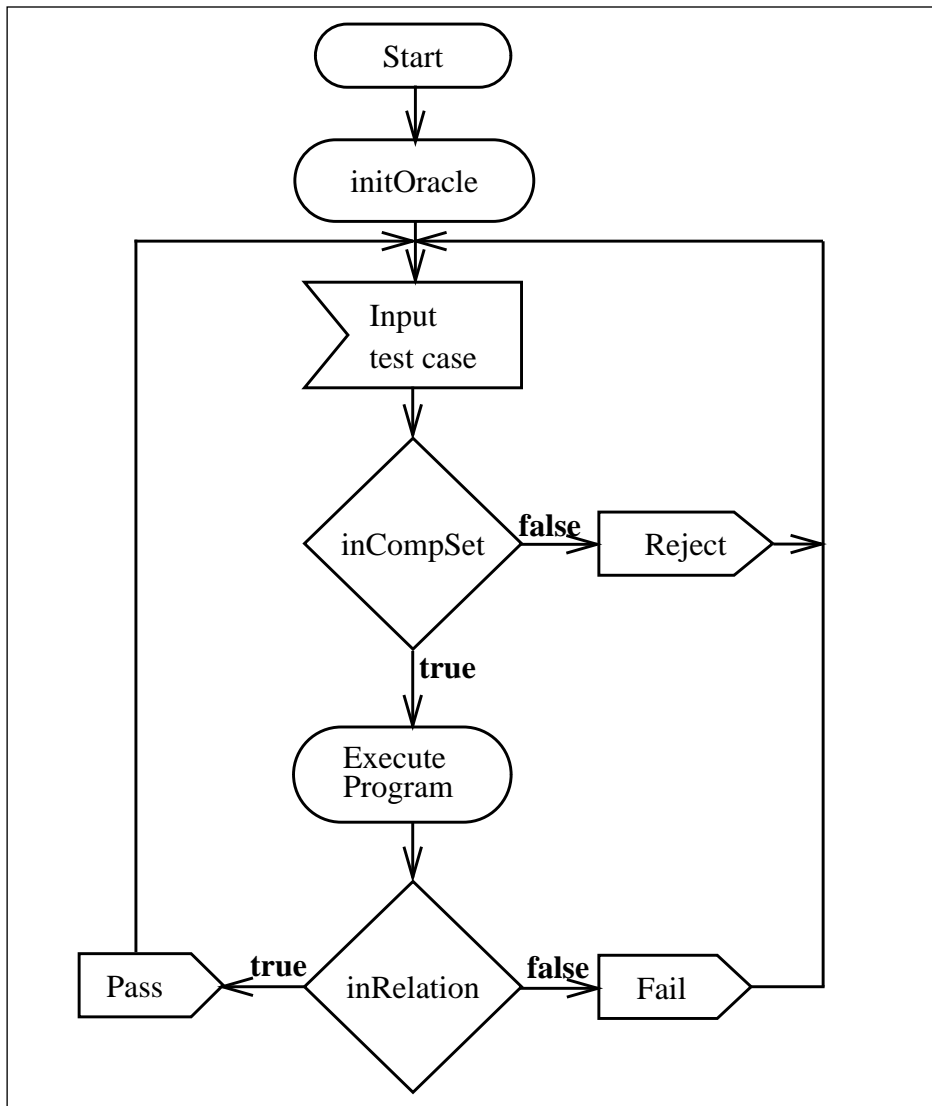 Start
initOracle
Input
test case
inCompSet
false
Reject
true
Execute
Program
Pass
true
inRelation
false
Fail